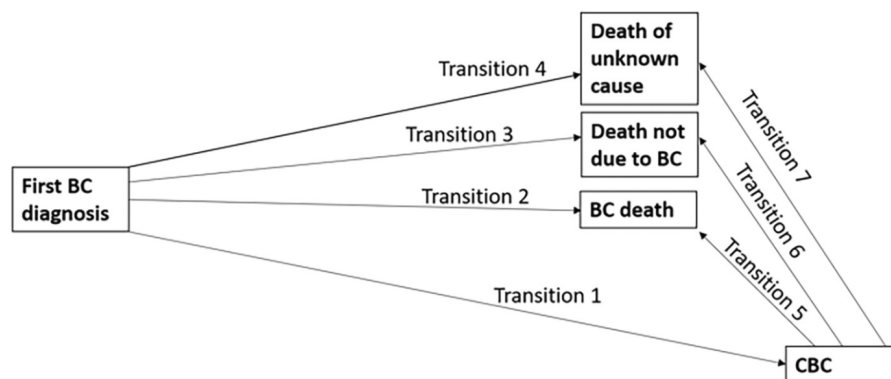 Death of
unknown
cause
Transition 4
Transition 3
Death not
due to BC
First BC
diagnosis
Transition 2
BC death
Transition 1
Transition 5
Transition 6
Transition 7
CBC